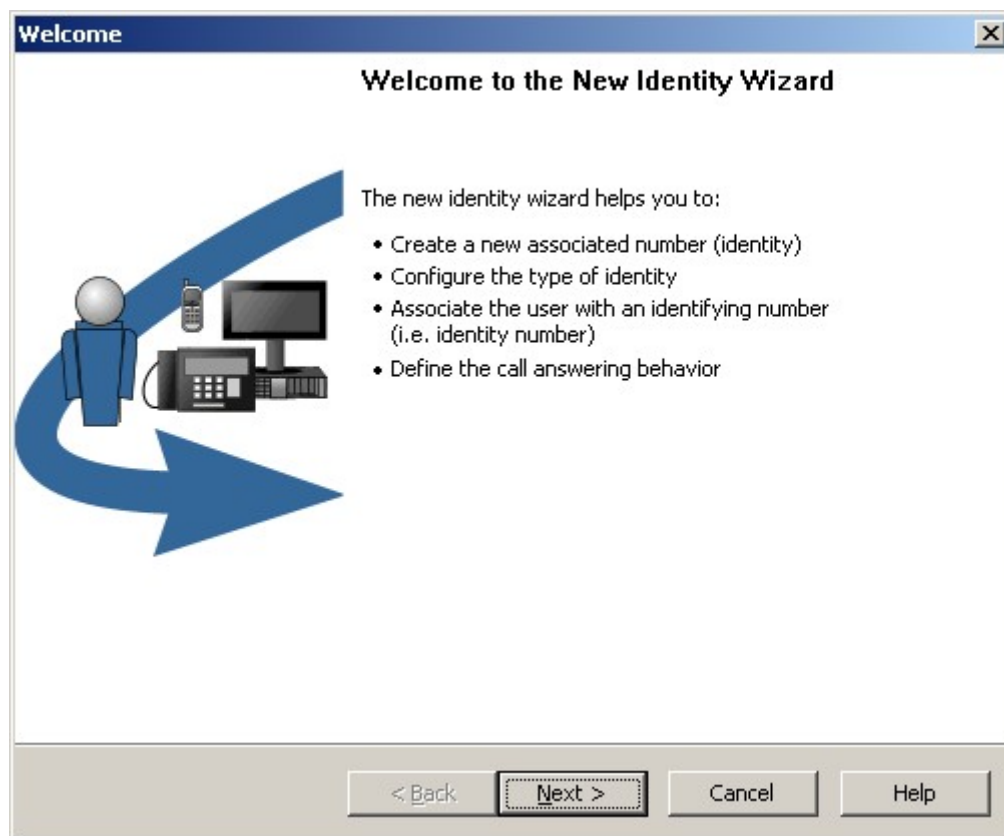 Welcome
Welcome to the New Identity Wizard
The new identity wizard helps you to:
• Create a new associated number (identity)
• Configure the type of identity
• Associate the user with an identifying number
(i.e. identity number)
• Define the call answering behavior
< Back
Next >
Cancel
Help